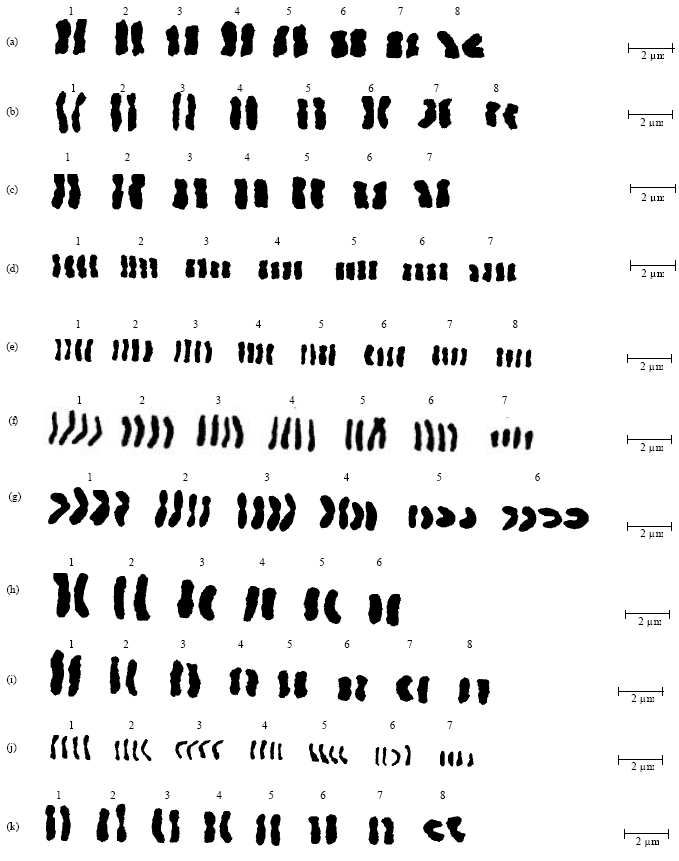 1 2 3 4 5 6 7 8
(a) 2 µm
1 2 3 4 5 6 7 8
(b) 2 µm
1 2 3 4 5 6 7
(c) 2 µm
1 2 3 4 5 6 7
(d) 2 µm
1 2 3 4 5 6 7 8
(e) 2 µm
1 2 3 4 5 6 7
(f) 2 µm
1 2 3 4 5 6
(g) 2 µm
1 2 3 4 5 6
(h) 2 µm
1 2 3 4 5 6 7 8
(i) 2 µm
1 2 3 4 5 6 7
(j) 2 µm
1 2 3 4 5 6 7 8
(k) 2 µm